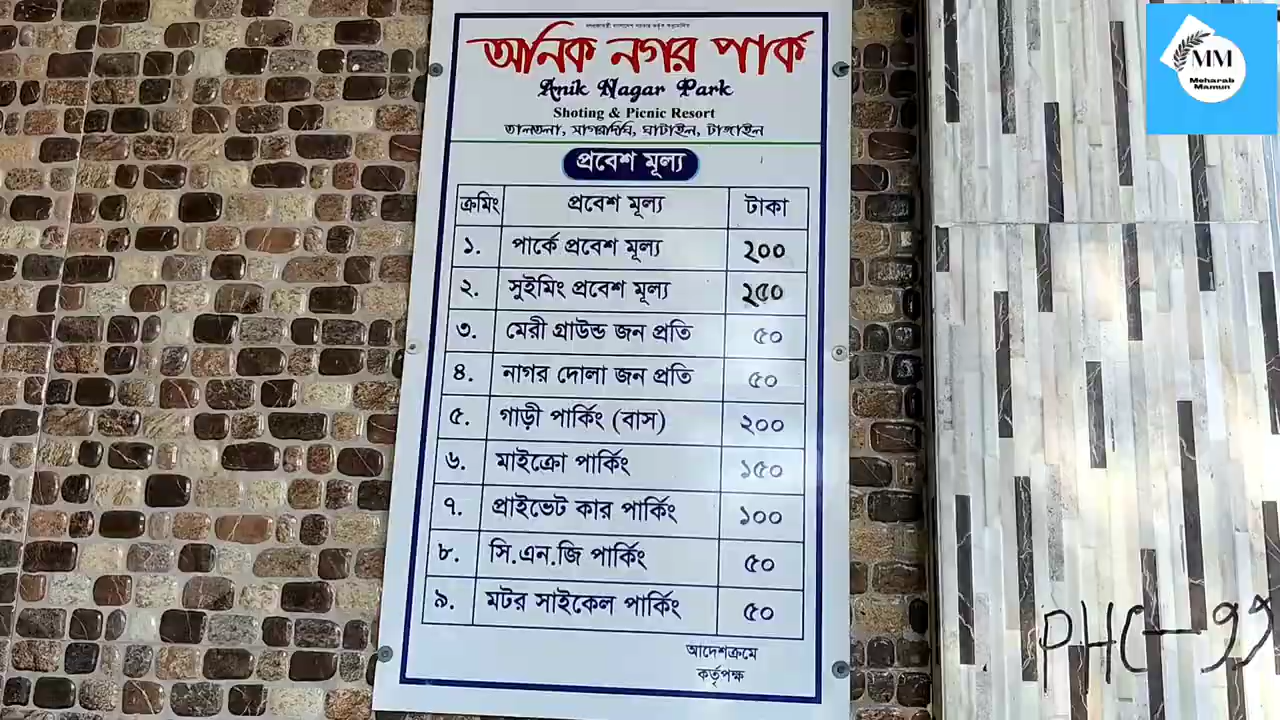 অনিক নগর পার্ক
Anik Nagar Park
Shoting & Picnic Resort
তালতলা, সাগরদিঘি, ঘাটাইল, টাঙ্গাইল
প্রবেশ মূল্য
ক্রমিং প্রবেশ মূল্য টাকা
১. পার্কে প্রবেশ মূল্য ২০০
২. সুইমিং প্রবেশ মূল্য ২৫০
৩. মেরী গ্রাউন্ড জন প্রতি ৫০
৪. নাগর দোলা জন প্রতি ৫০
৫. গাড়ী পার্কিং (বাস) ২০০
৬. মাইক্রো পার্কিং ১৫০
৭. প্রাইভেট কার পার্কিং ১০০
৮. সি.এন.জি পার্কিং ৫০
৯. মটর সাইকেল পার্কিং ৫০
আদেশক্রমে
কর্তৃপক্ষ
MM
Meharab
Mamun
PHC-99